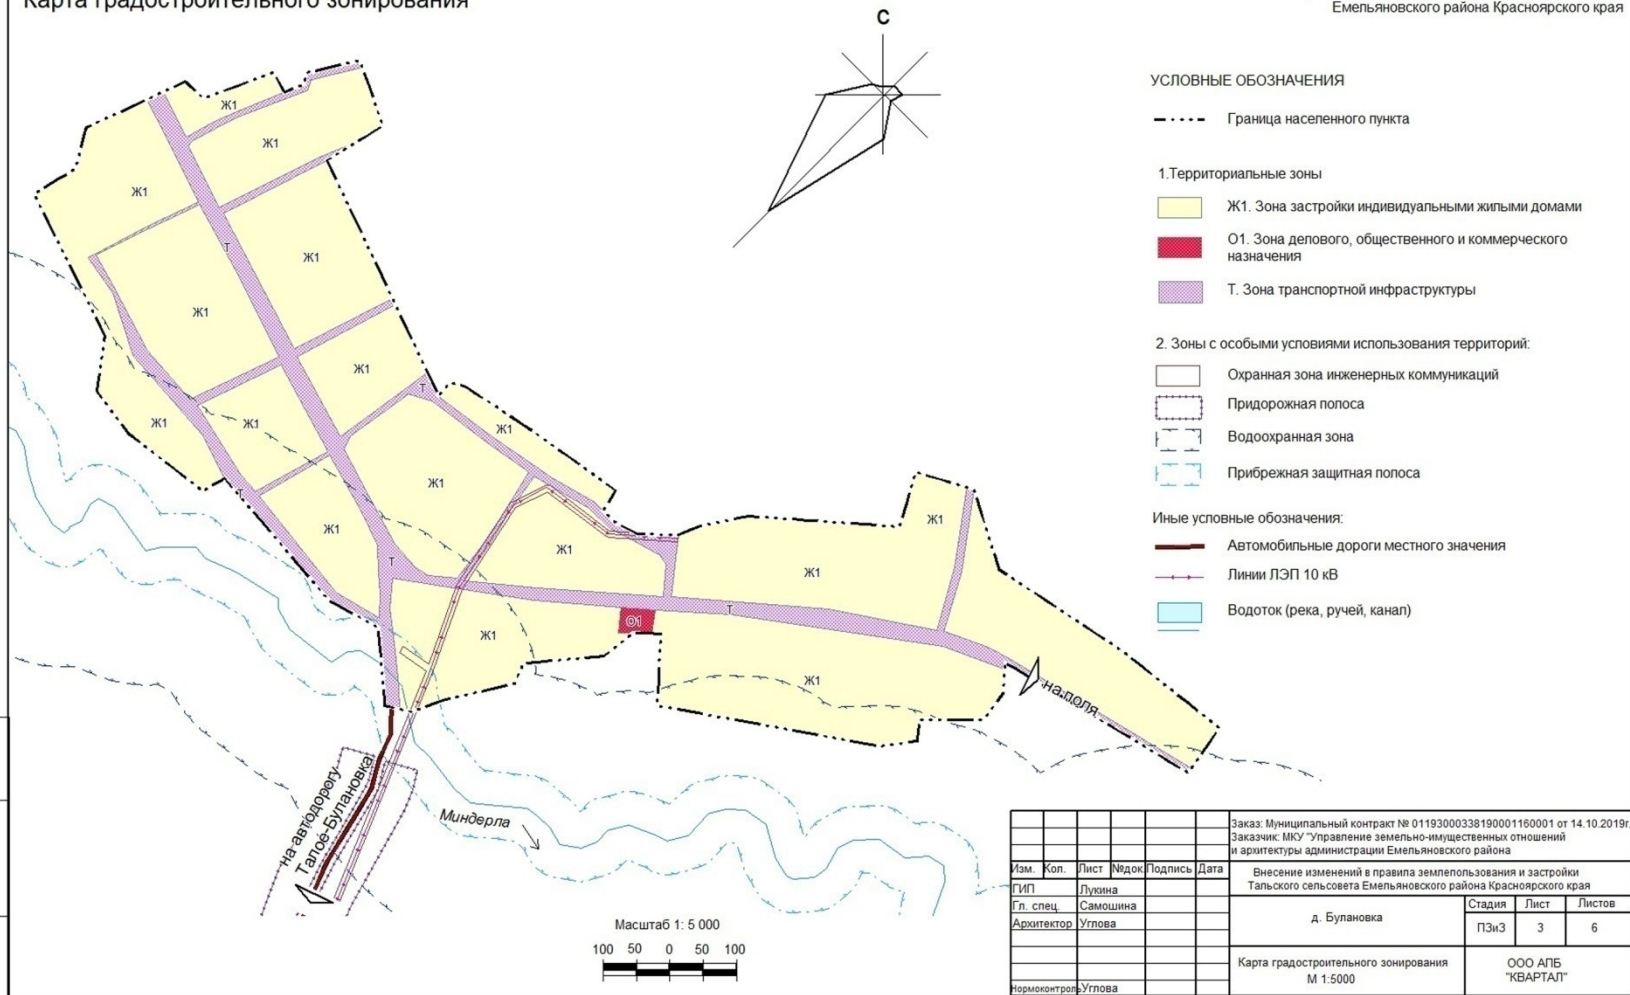 Карта градостроительного зонирования
Емельяновского района Красноярского края
С
УСЛОВНЫЕ ОБОЗНАЧЕНИЯ
Граница населенного пункта
1.Территориальные зоны
Ж1. Зона застройки индивидуальными жилыми домами
О1. Зона делового, общественного и коммерческого
назначения
Т. Зона транспортной инфраструктуры
2. Зоны с особыми условиями использования территорий:
Охранная зона инженерных коммуникаций
Придорожная полоса
Водоохранная зона
Прибрежная защитная полоса
Иные условные обозначения:
Автомобильные дороги местного значения
Линии ЛЭП 10 кВ
Водоток (река, ручей, канал)
Ж1
Ж1
Ж1
Т
Ж1
Ж1
Ж1
Т
Ж1
Ж1
Ж1
Ж1
Т
Ж1
Ж1
Ж1
Т
Ж1
Т
О1
Ж1
Ж1
на поля
на автодорогу
Талое-Булановка
Миндерла
Масштаб 1: 5 000
100 50 0 50 100
Заказ: Муниципальный контракт № 01193000338190001160001 от 14.10.2019г.
Заказчик: МКУ "Управление земельно-имущественных отношений
и архитектуры администрации Емельяновского района
Изм. Кол. Лист №док Подпись Дата
Внесение изменений в правила землепользования и застройки
Тальского сельсовета Емельяновского района Красноярского края
ГИП Лукина
Гл. спец. Самошина
Архитектор Углова
д. Булановка
Стадия Лист Листов
ПЗиЗ 3 6
Карта градостроительного зонирования
М 1:5000
ООО АПБ
"КВАРТАЛ"
Нормоконтроль Углова